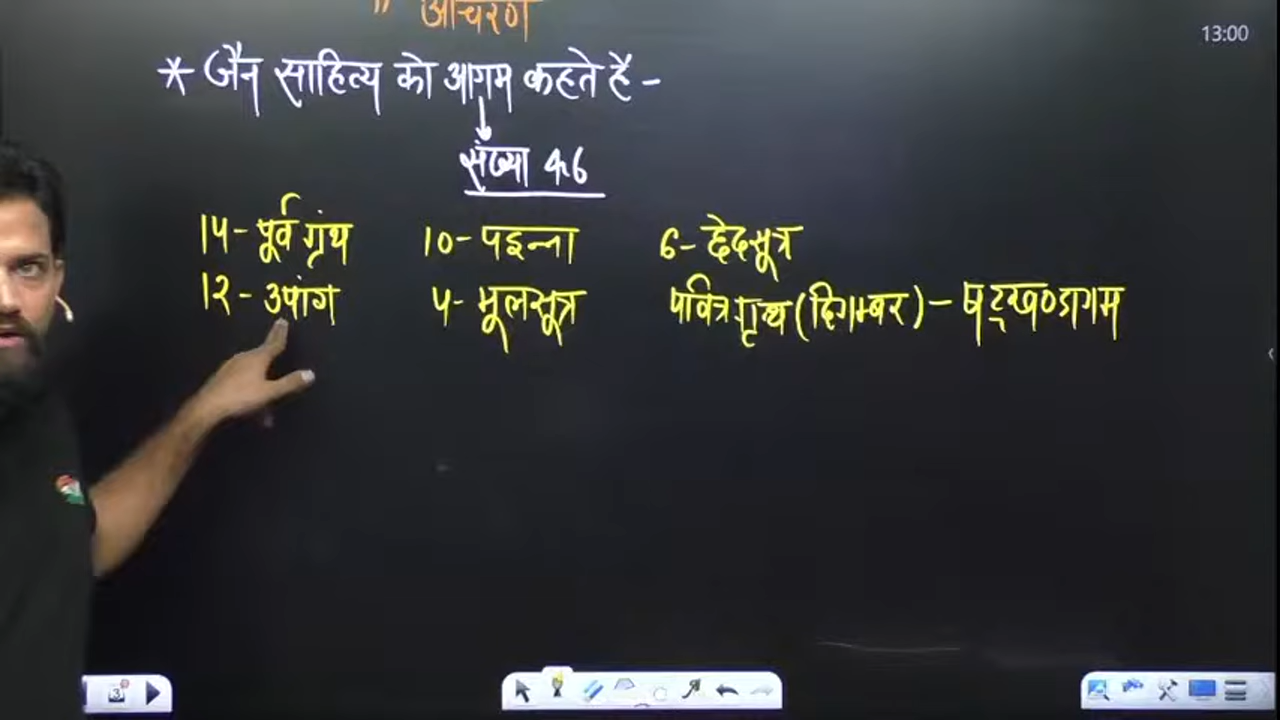 " आचरण
13:00
* जैन साहित्य को आगम कहते है -
संख्या 46
14 - पूर्व ग्रंथ 10 - पइन्ना 6 - छेदसूत्र
12 - उपांग 4 - मूलसूत्र पवित्र ग्रन्थ (दिगम्बर) - षट्खण्डागम